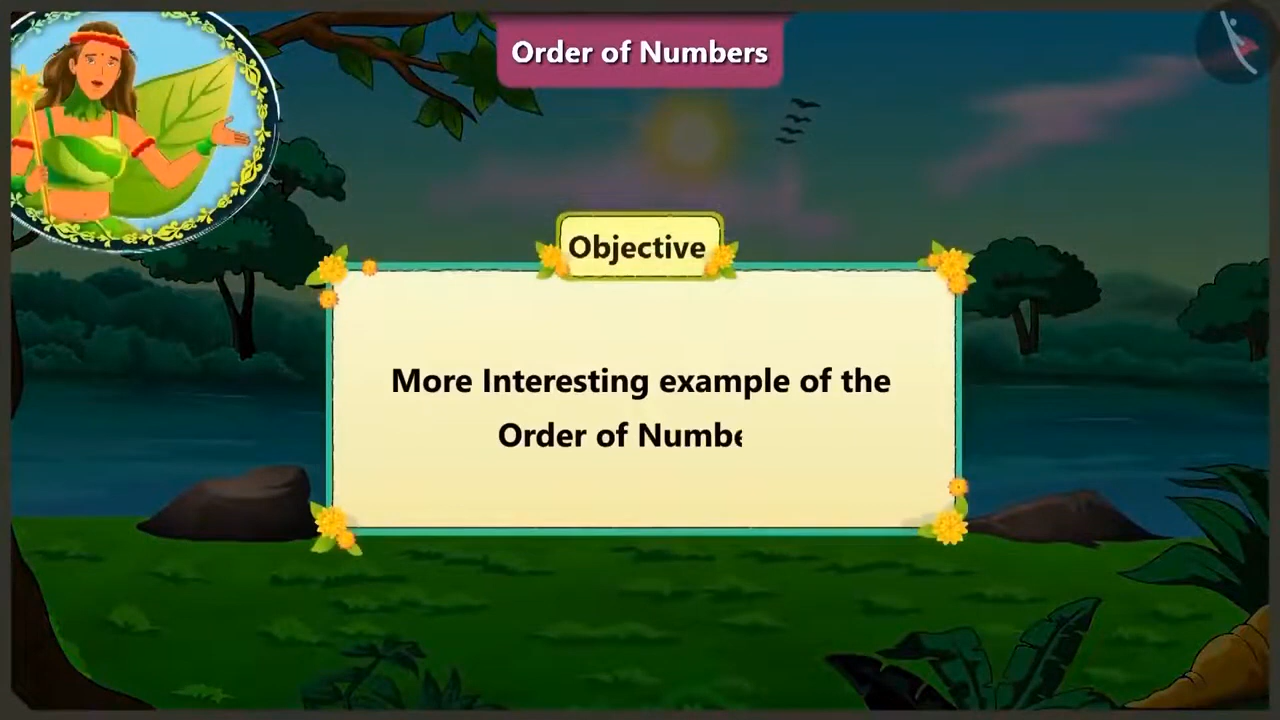 Order of Numbers
Objective
More Interesting example of the
Order of Numbe